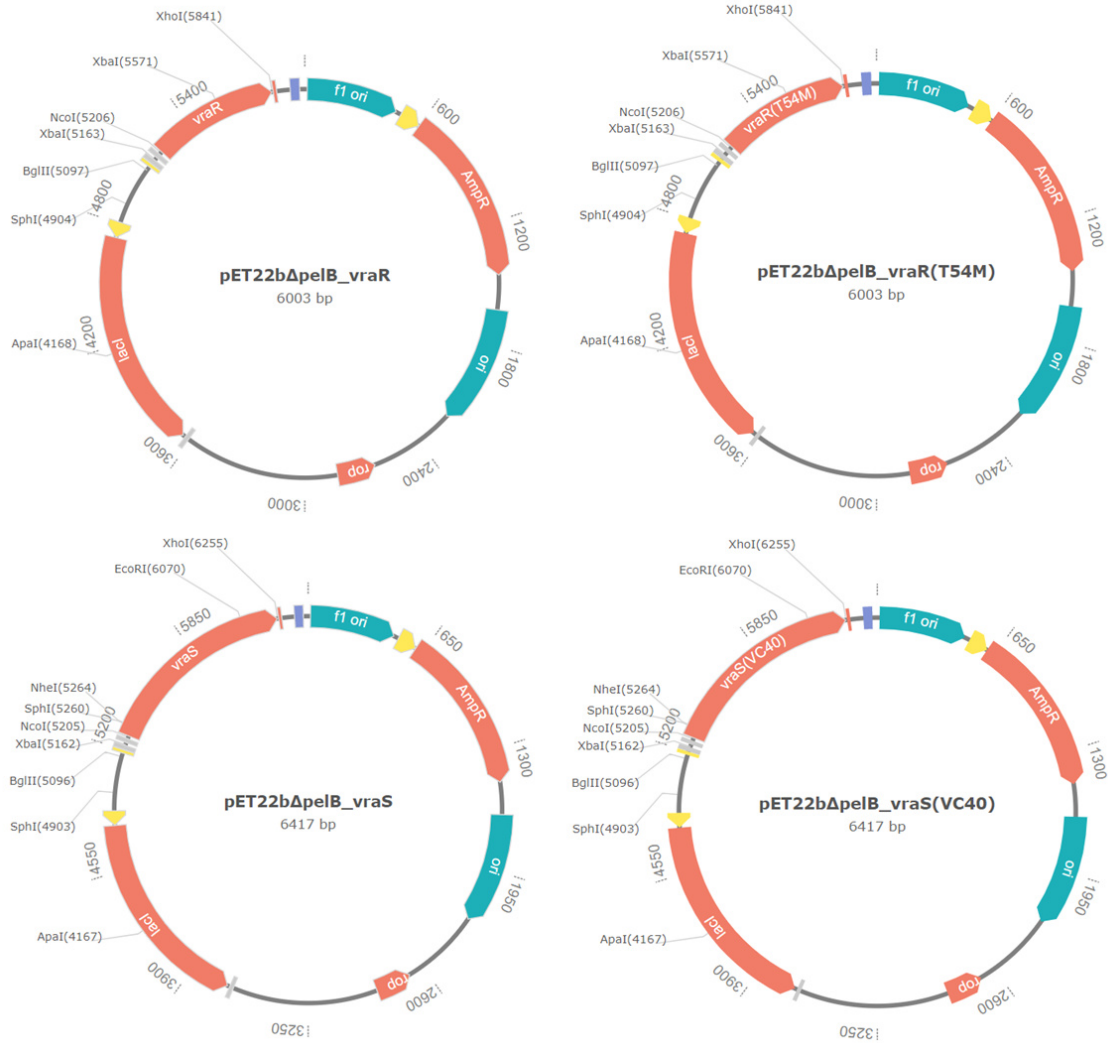 XhoI(5841)
XbaI(5571)
5400
vraR
f1 ori
600
NcoI(5206)
XbaI(5163)
BglII(5097)
AmpR
4800
SphI(4904)
1200
pET22bΔpelB_vraR
6003 bp
4200
ApaI(4168)
lacI
ori
1800
3600
rop
2400
3000
XhoI(5841)
XbaI(5571)
5400
vraR(T54M)
f1 ori
600
NcoI(5206)
XbaI(5163)
BglII(5097)
AmpR
4800
SphI(4904)
1200
pET22bΔpelB_vraR(T54M)
6003 bp
4200
ApaI(4168)
lacI
ori
1800
3600
rop
2400
3000
XhoI(6255)
EcoRI(6070)
5850
vraS
f1 ori
650
NheI(5264)
SphI(5260)
NcoI(5205)
5200
XbaI(5162)
AmpR
1300
BglII(5096)
SphI(4903)
pET22bΔpelB_vraS
6417 bp
4550
ori
1950
ApaI(4167)
lacI
3900
rop
2600
3250
XhoI(6255)
EcoRI(6070)
5850
vraS(VC40)
f1 ori
650
NheI(5264)
SphI(5260)
NcoI(5205)
5200
XbaI(5162)
AmpR
1300
BglII(5096)
SphI(4903)
pET22bΔpelB_vraS(VC40)
6417 bp
4550
ori
1950
ApaI(4167)
lacI
3900
rop
2600
3250